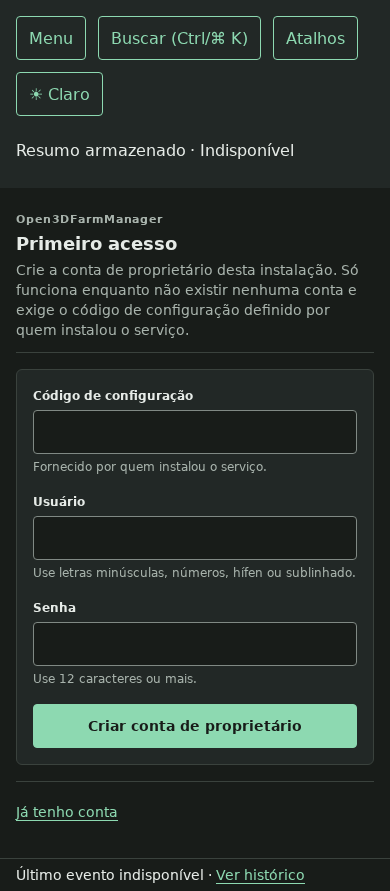 Menu
Buscar (Ctrl/⌘ K)
Atalhos
☀ Claro
Resumo armazenado · Indisponível
Open3DFarmManager
Primeiro acesso
Crie a conta de proprietário desta instalação. Só
funciona enquanto não existir nenhuma conta e
exige o código de configuração definido por
quem instalou o serviço.
Código de configuração
Fornecido por quem instalou o serviço.
Usuário
Use letras minúsculas, números, hífen ou sublinhado.
Senha
Use 12 caracteres ou mais.
Criar conta de proprietário
Já tenho conta
Último evento indisponível · Ver histórico